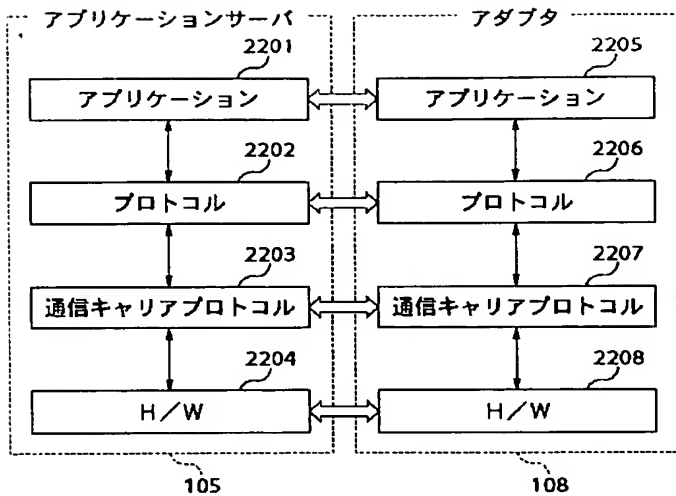 アプリケーションサーバ
アダプタ
2201
2205
アプリケーション
アプリケーション
2202
2206
プロトコル
プロトコル
2203
2207
通信キャリアプロトコル
通信キャリアプロトコル
2204
2208
H／W
H／W
105
108